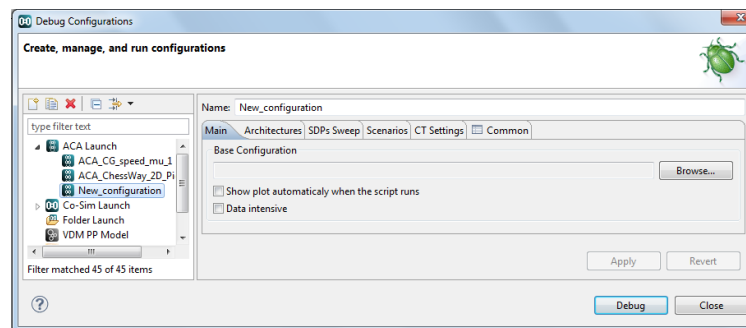 Debug Configurations
Create, manage, and run configurations
type filter text
ACA Launch
ACA_CG_speed_mu_1
ACA_ChessWay_2D_Pi
New_configuration
Co-Sim Launch
Folder Launch
VDM PP Model
Filter matched 45 of 45 items
Name: New_configuration
Main Architectures SDPs Sweep Scenarios CT Settings Common
Base Configuration
Browse...
Show plot automaticaly when the script runs
Data intensive
Apply Revert
Debug Close